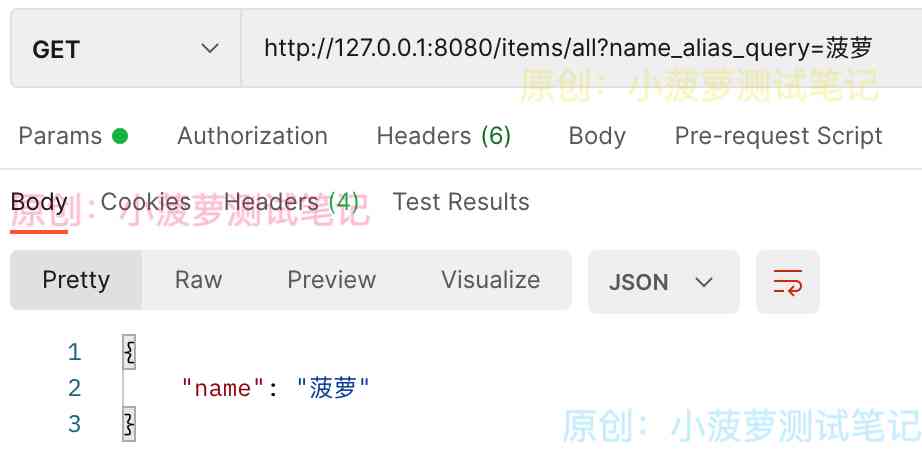 GET http://127.0.0.1:8080/items/all?name_alias_query=菠萝
原创：小菠萝测试笔记
Params Authorization Headers (6) Body Pre-request Script
Body Cookies Headers (4) Test Results
原创：小菠萝测试笔记
Pretty Raw Preview Visualize JSON
1 {
2 "name": "菠萝"
3 }
原创：小菠萝测试笔记